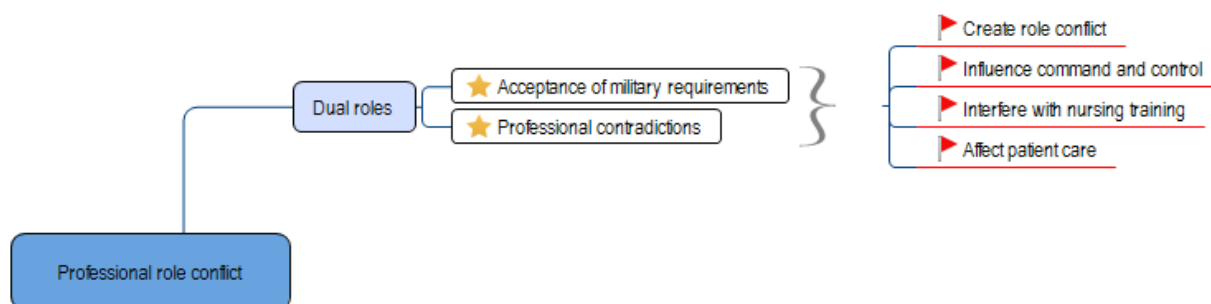 Create role conflict
Influence command and control
Acceptance of military requirements
Dual roles
Interfere with nursing training
Professional contradictions
Affect patient care
Professional role conflict